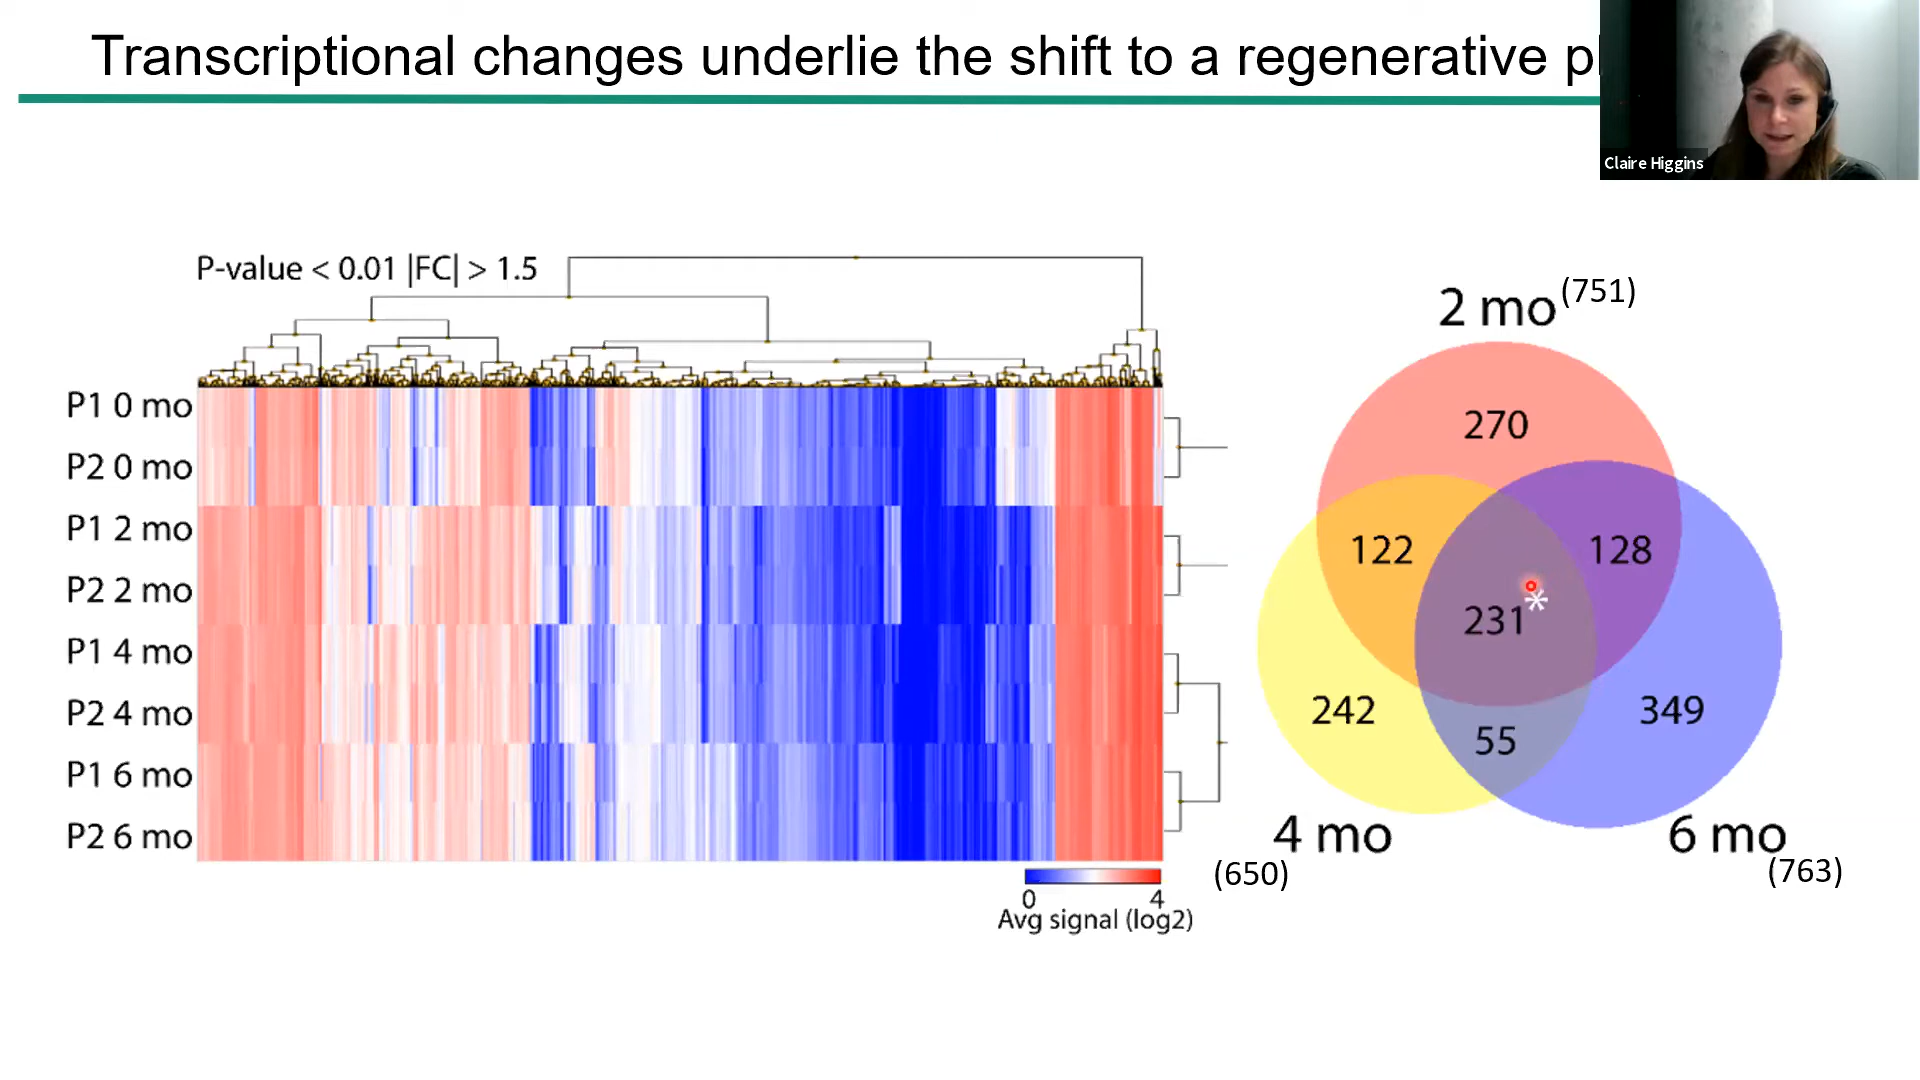 Transcriptional changes underlie the shift to a regenerative
Claire Higgins
P-value < 0.01 |FC| > 1.5
P1 0 mo
P2 0 mo
P1 2 mo
P2 2 mo
P1 4 mo
P2 4 mo
P1 6 mo
P2 6 mo
0 4
Avg signal (log2)
2 mo (751)
270
122
128
231*
242
55
349
4 mo
(650)
6 mo
(763)